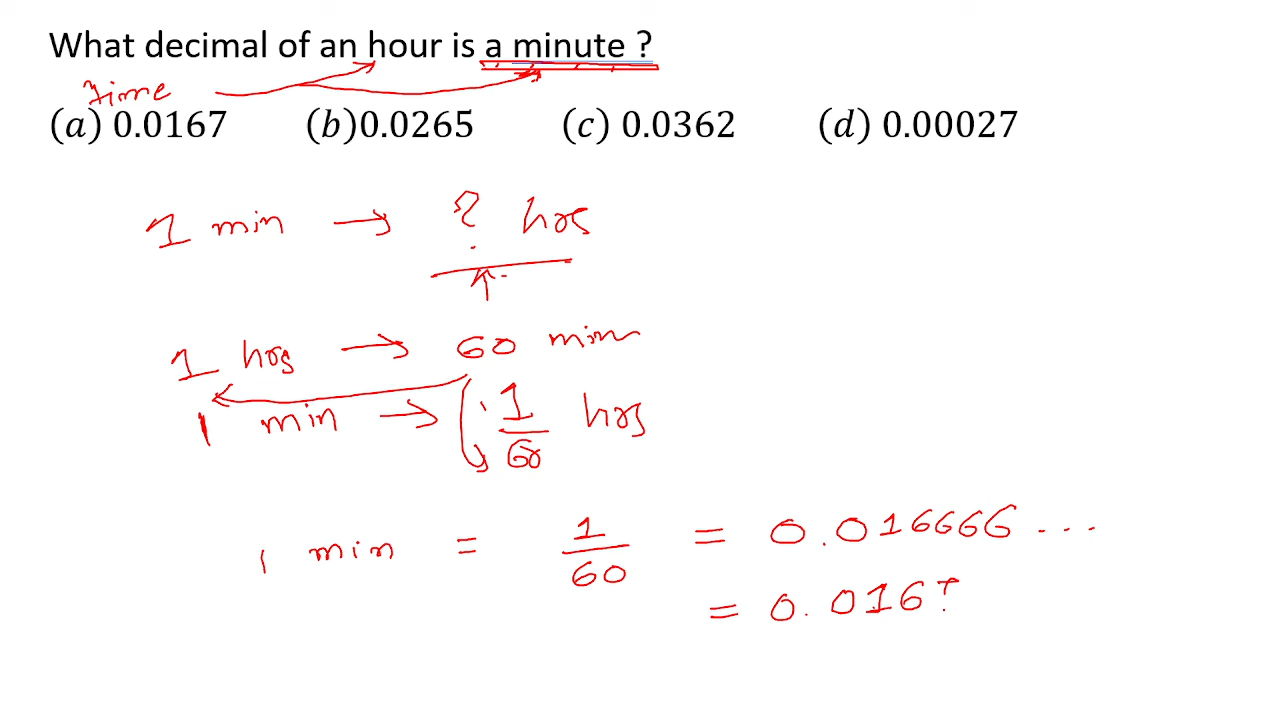 What decimal of an hour is a minute ?
Time
(a) 0.0167 (b)0.0265 (c) 0.0362 (d) 0.00027
1 min → ? hrs
1 hrs → 60 min
1 min → 1/60 hrs
1 min = 1/60 = 0.016666...
= 0.0167